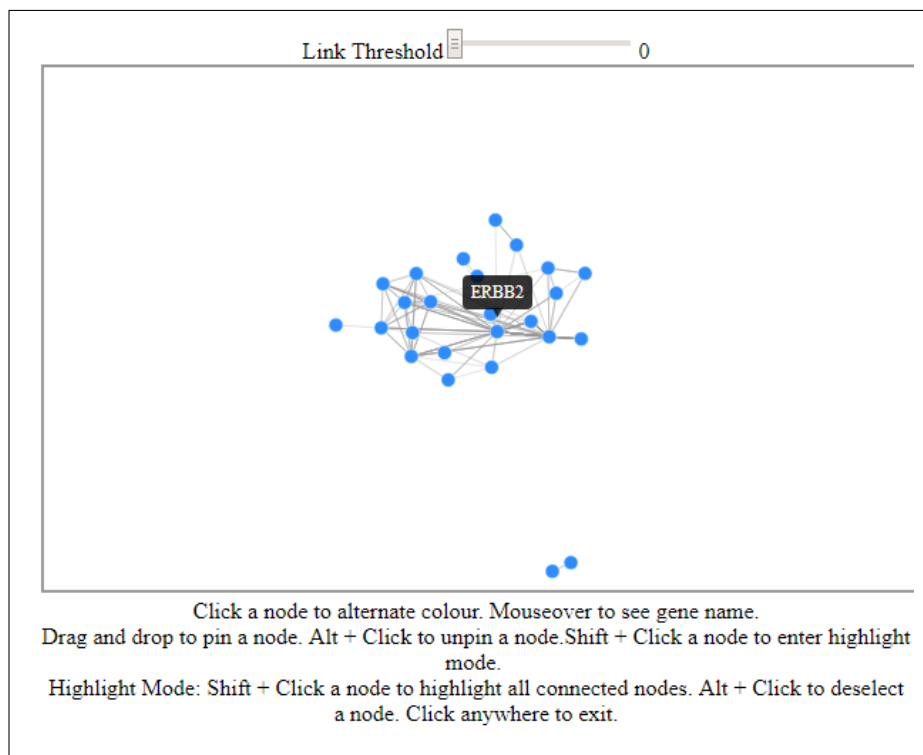 Link Threshold 0
ERBB2
Click a node to alternate colour. Mouseover to see gene name.
Drag and drop to pin a node. Alt + Click to unpin a node.Shift + Click a node to enter highlight
mode.
Highlight Mode: Shift + Click a node to highlight all connected nodes. Alt + Click to deselect
a node. Click anywhere to exit.